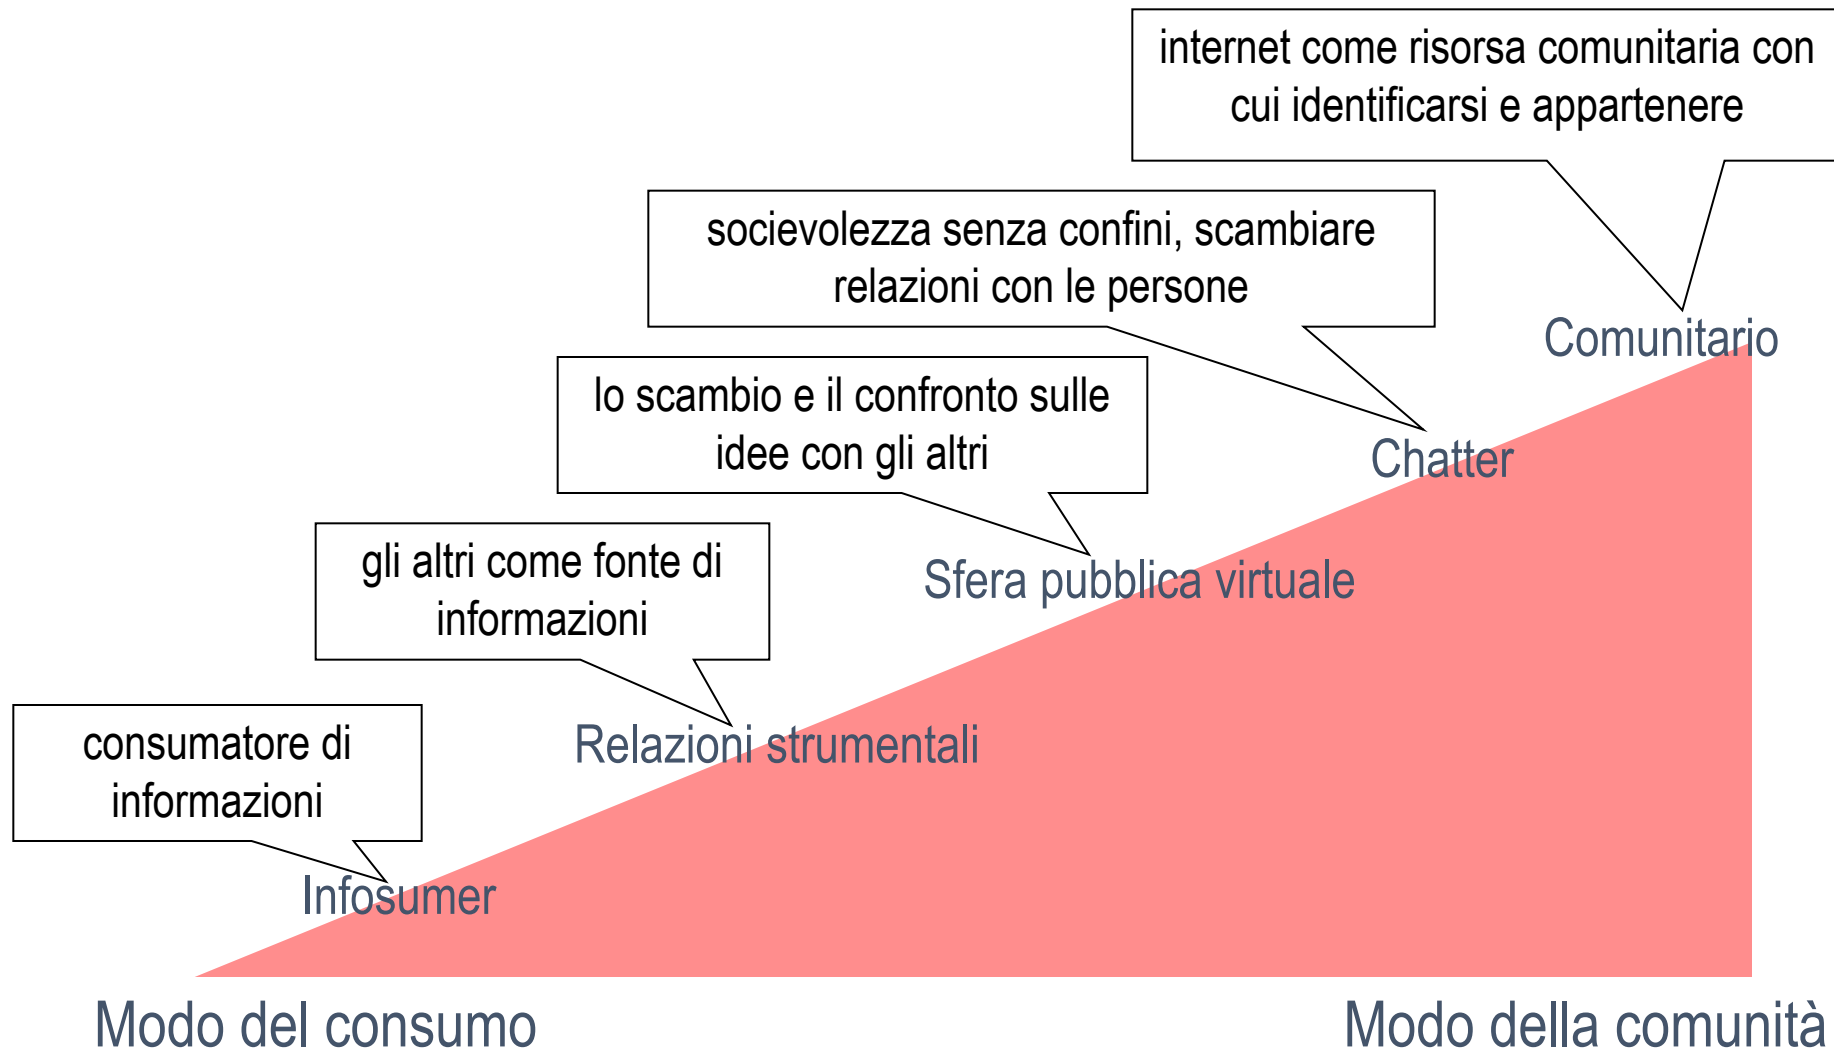 internet come risorsa comunitaria con
cui identificarsi e appartenere
socievolezza senza confini, scambiare
relazioni con le persone
Comunitario
lo scambio e il confronto sulle
idee con gli altri
Chatter
gli altri come fonte di
informazioni
Sfera pubblica virtuale
consumatore di
informazioni
Relazioni strumentali
Infosumer
Modo del consumo
Modo della comunità